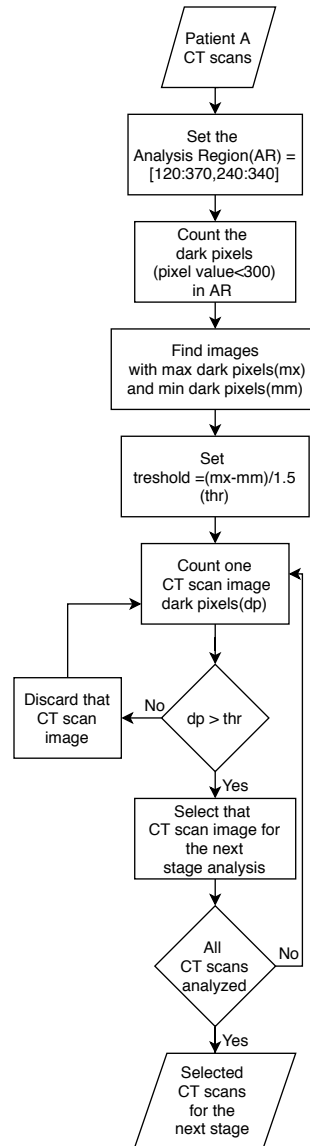 Patient A
CT scans
Set the
Analysis Region(AR) =
[120:370,240:340]
Count the
dark pixels
(pixel value<300)
in AR
Find images
with max dark pixels(mx)
and min dark pixels(mm)
Set
treshold =(mx-mm)/1.5
(thr)
Count one
CT scan image
dark pixels(dp)
Discard that
CT scan
image
No
dp > thr
Yes
Select that
CT scan image for
the next
stage analysis
All
CT scans
analyzed
No
Yes
Selected
CT scans
for the
next stage